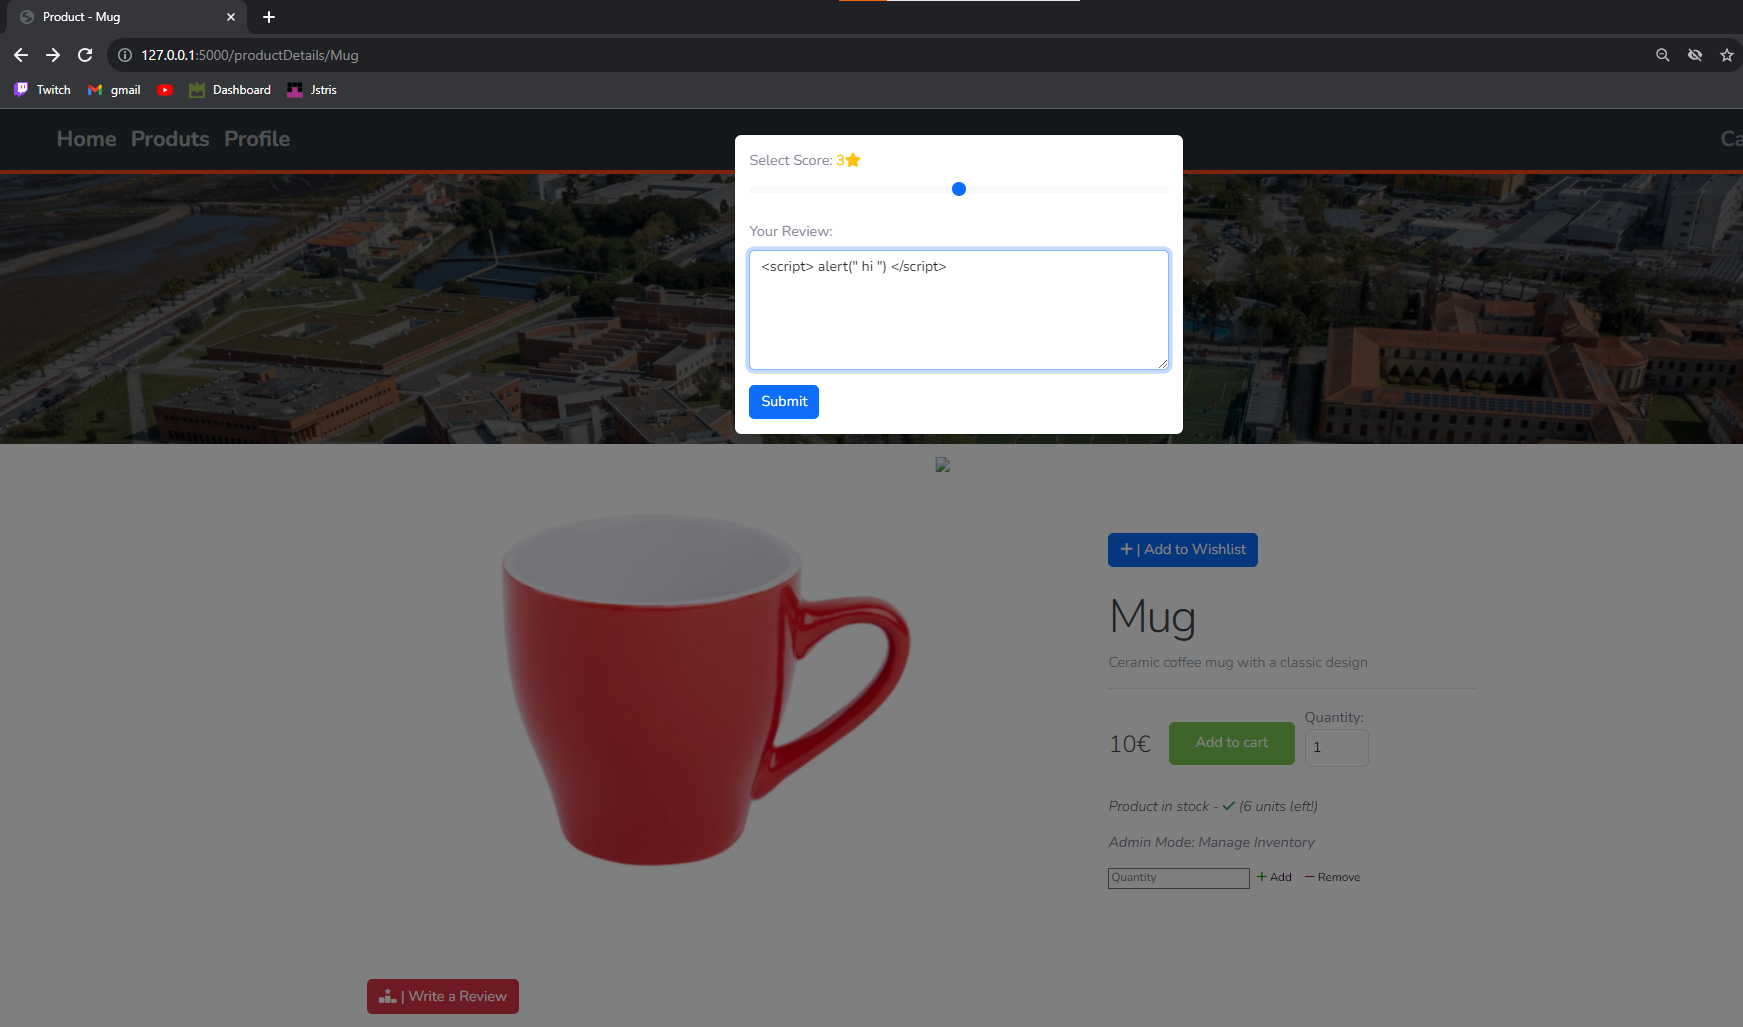 Product - Mug
127.0.0.1:5000/productDetails/Mug
Twitch gmail Dashboard Jstris
Home Produts Profile Ca
Select Score: 3
Your Review:
<script> alert(" hi ") </script>
Submit
+ | Add to Wishlist
Mug
Ceramic coffee mug with a classic design
Quantity:
10€ Add to cart 1
Product in stock - ✓ (6 units left!)
Admin Mode: Manage Inventory
Quantity + Add − Remove
| Write a Review